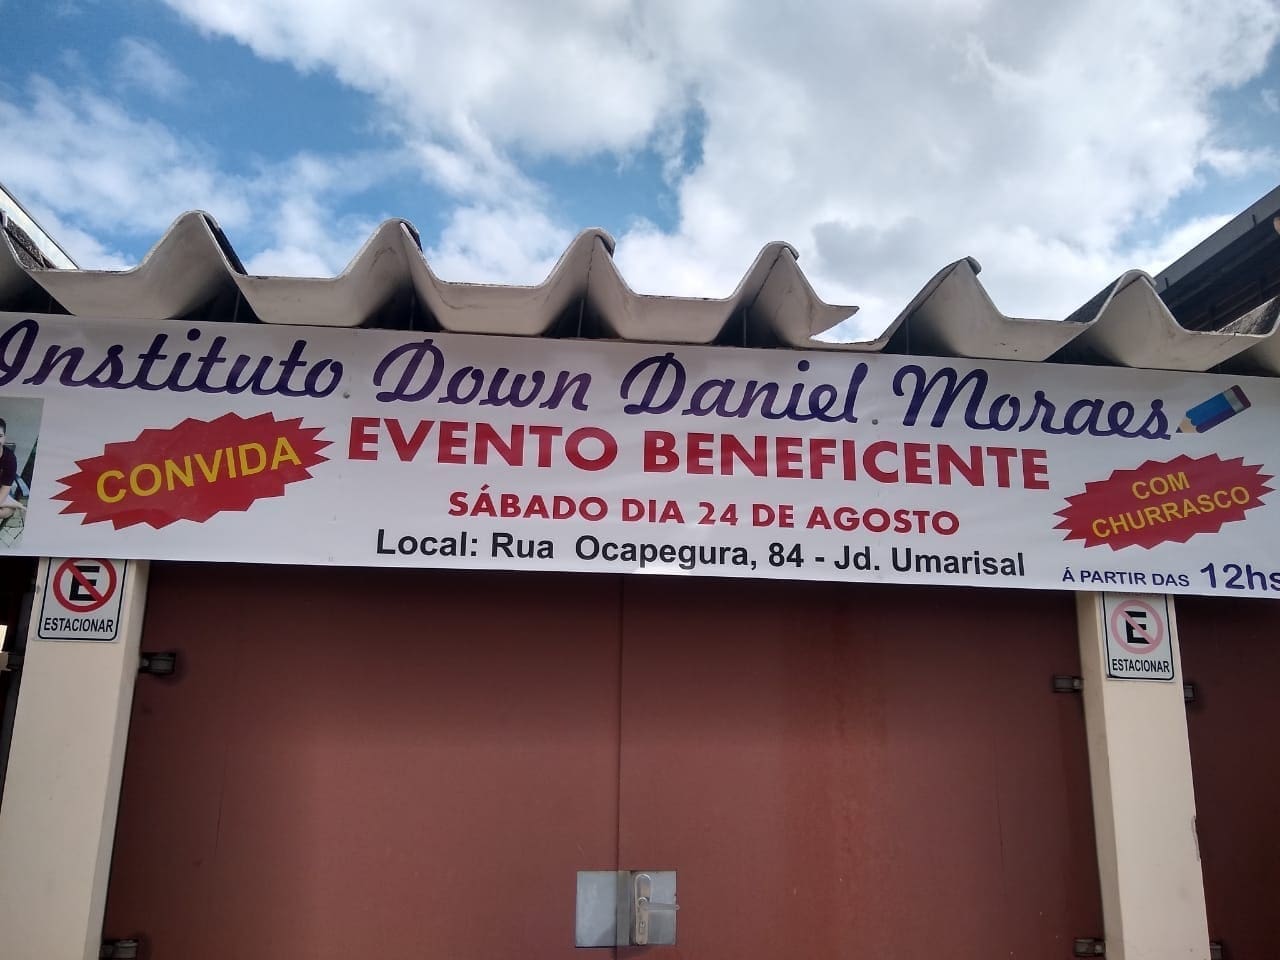 Instituto Down Daniel Moraes
CONVIDA
EVENTO BENEFICENTE
SÁBADO DIA 24 DE AGOSTO
Local: Rua Ocapegura, 84 - Jd. Umarisal
COM
CHURRASCO
Á PARTIR DAS 12hs
E
ESTACIONAR
E
ESTACIONAR